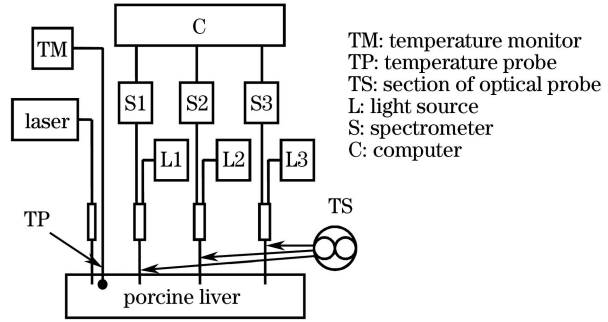 C
TM
TM: temperature monitor
TP: temperature probe
TS: section of optical probe
L: light source
S: spectrometer
C: computer
S1 S2 S3
laser
L1 L2 L3
TP
TS
porcine liver